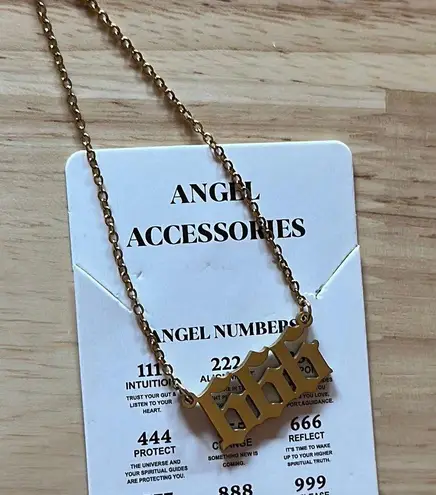 ANGEL
ACCESSORIES
ANGEL NUMBERS
111
INTUITION
TRUST YOUR GUT &
LISTEN TO YOUR
HEART.
222
666
444
PROTECT
THE UNIVERSE AND
YOUR SPIRITUAL GUIDES
ARE PROTECTING YOU.
CHANGE
SOMETHING NEW IS
COMING.
666
REFLECT
IT'S TIME TO WAKE
UP TO YOUR HIGHER
SPIRITUAL TRUTH.
888
999